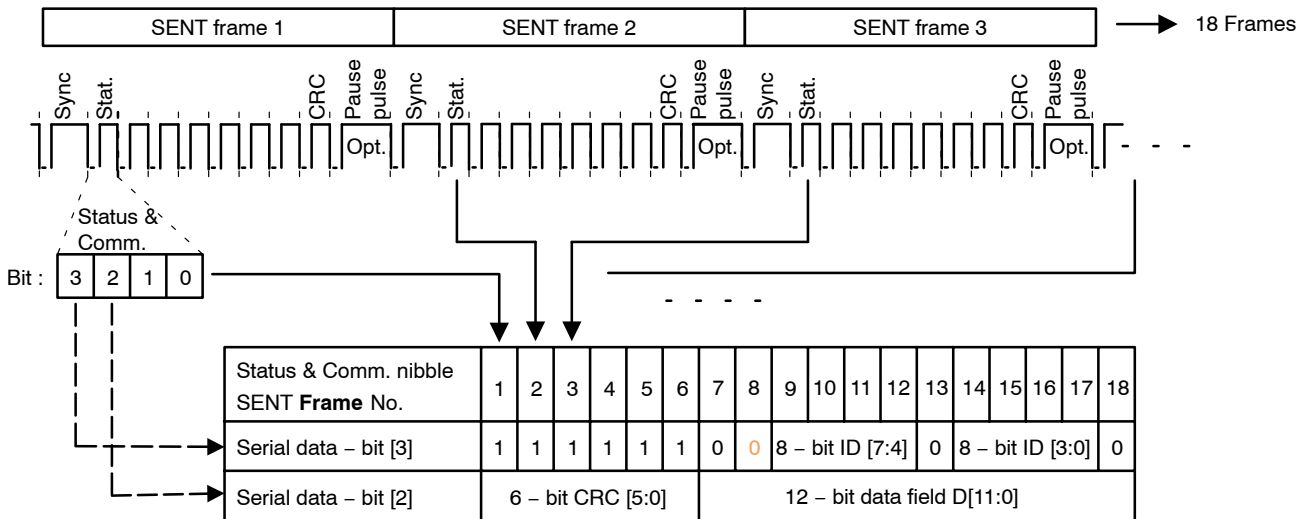 SENT frame 1 SENT frame 2 SENT frame 3 18 Frames
Sync Stat. CRC Pause pulse Sync Stat. CRC Pause pulse Sync Stat. CRC Pause pulse
Opt. Opt. Opt.
Status &
Comm.
Bit : 3 2 1 0
Status & Comm. nibble
SENT Frame No.
1 2 3 4 5 6 7 8 9 10 11 12 13 14 15 16 17 18
Serial data – bit [3] 1 1 1 1 1 1 0 0 8 – bit ID [7:4] 0 8 – bit ID [3:0] 0
Serial data – bit [2] 6 – bit CRC [5:0] 12 – bit data field D[11:0]